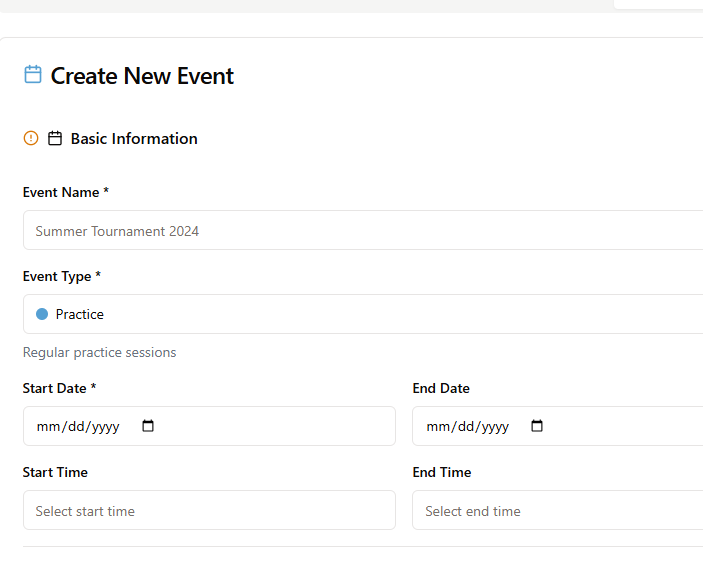 Create New Event
Basic Information
Event Name *
Summer Tournament 2024
Event Type *
Practice
Regular practice sessions
Start Date * End Date
mm/dd/yyyy mm/dd/yyyy
Start Time End Time
Select start time Select end time